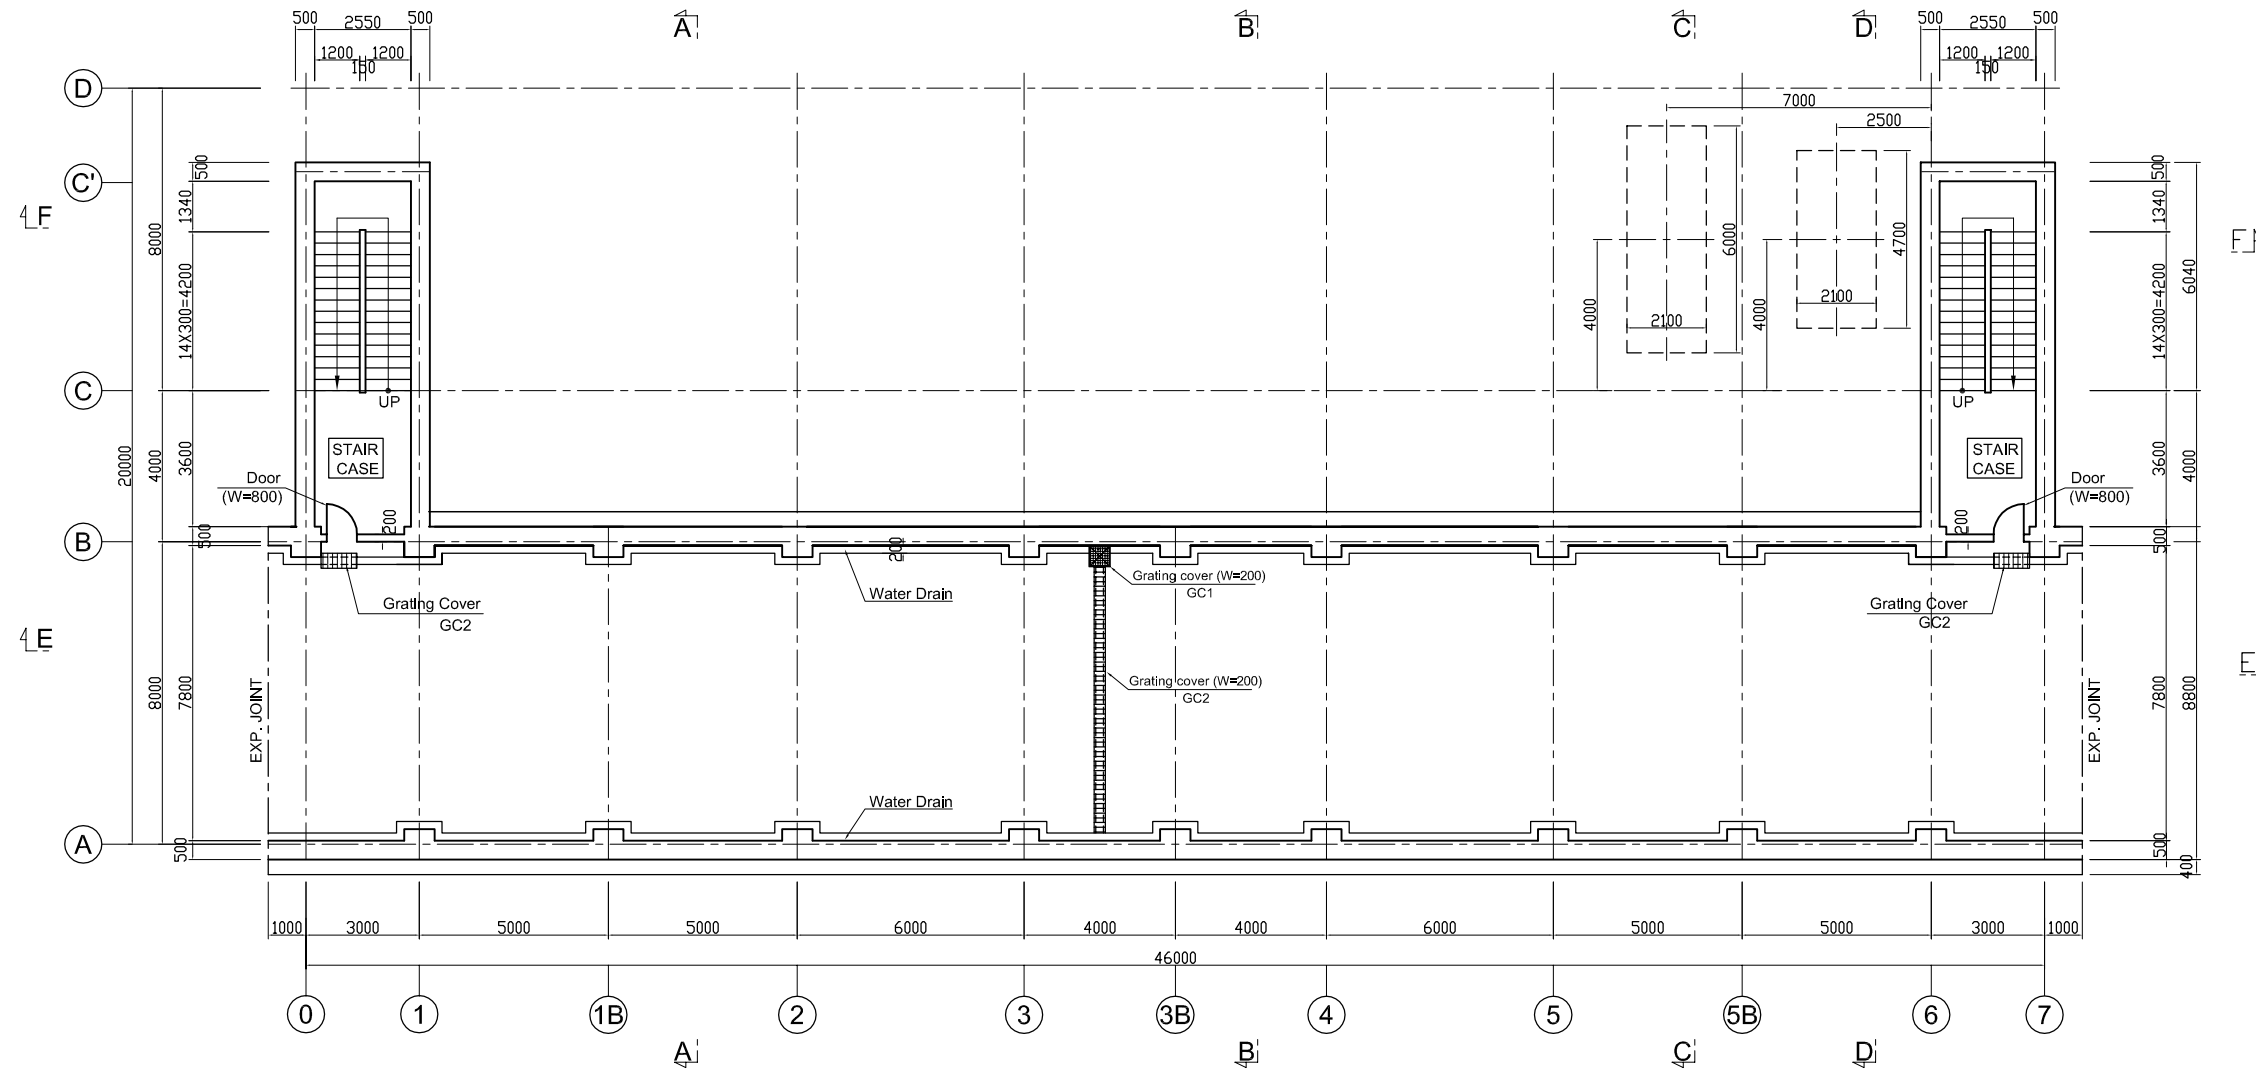 A
B
C
D
500
2550
500
500
2550
500
1200
1200
150
1200
1200
150
D
7000
2500
500
500
C'
1340
1340
F
F
8000
6000
4700
6040
14X300=4200
14X300=4200
4000
2100
4000
2100
C
UP
UP
STAIR
CASE
STAIR
CASE
20000
4000
3600
3600
4000
Door
(W=800)
Door
(W=800)
200
200
B
500
200
500
Grating cover (W=200)
GC1
Water Drain
Grating Cover
GC2
Grating Cover
GC2
E
E
Grating cover (W=200)
GC2
8000
7800
EXP. JOINT
EXP. JOINT
7800
8800
Water Drain
A
500
500
400
1000
3000
5000
5000
6000
4000
4000
6000
5000
5000
3000
1000
46000
0
1
1B
2
3
3B
4
5
5B
6
7
A
B
C
D